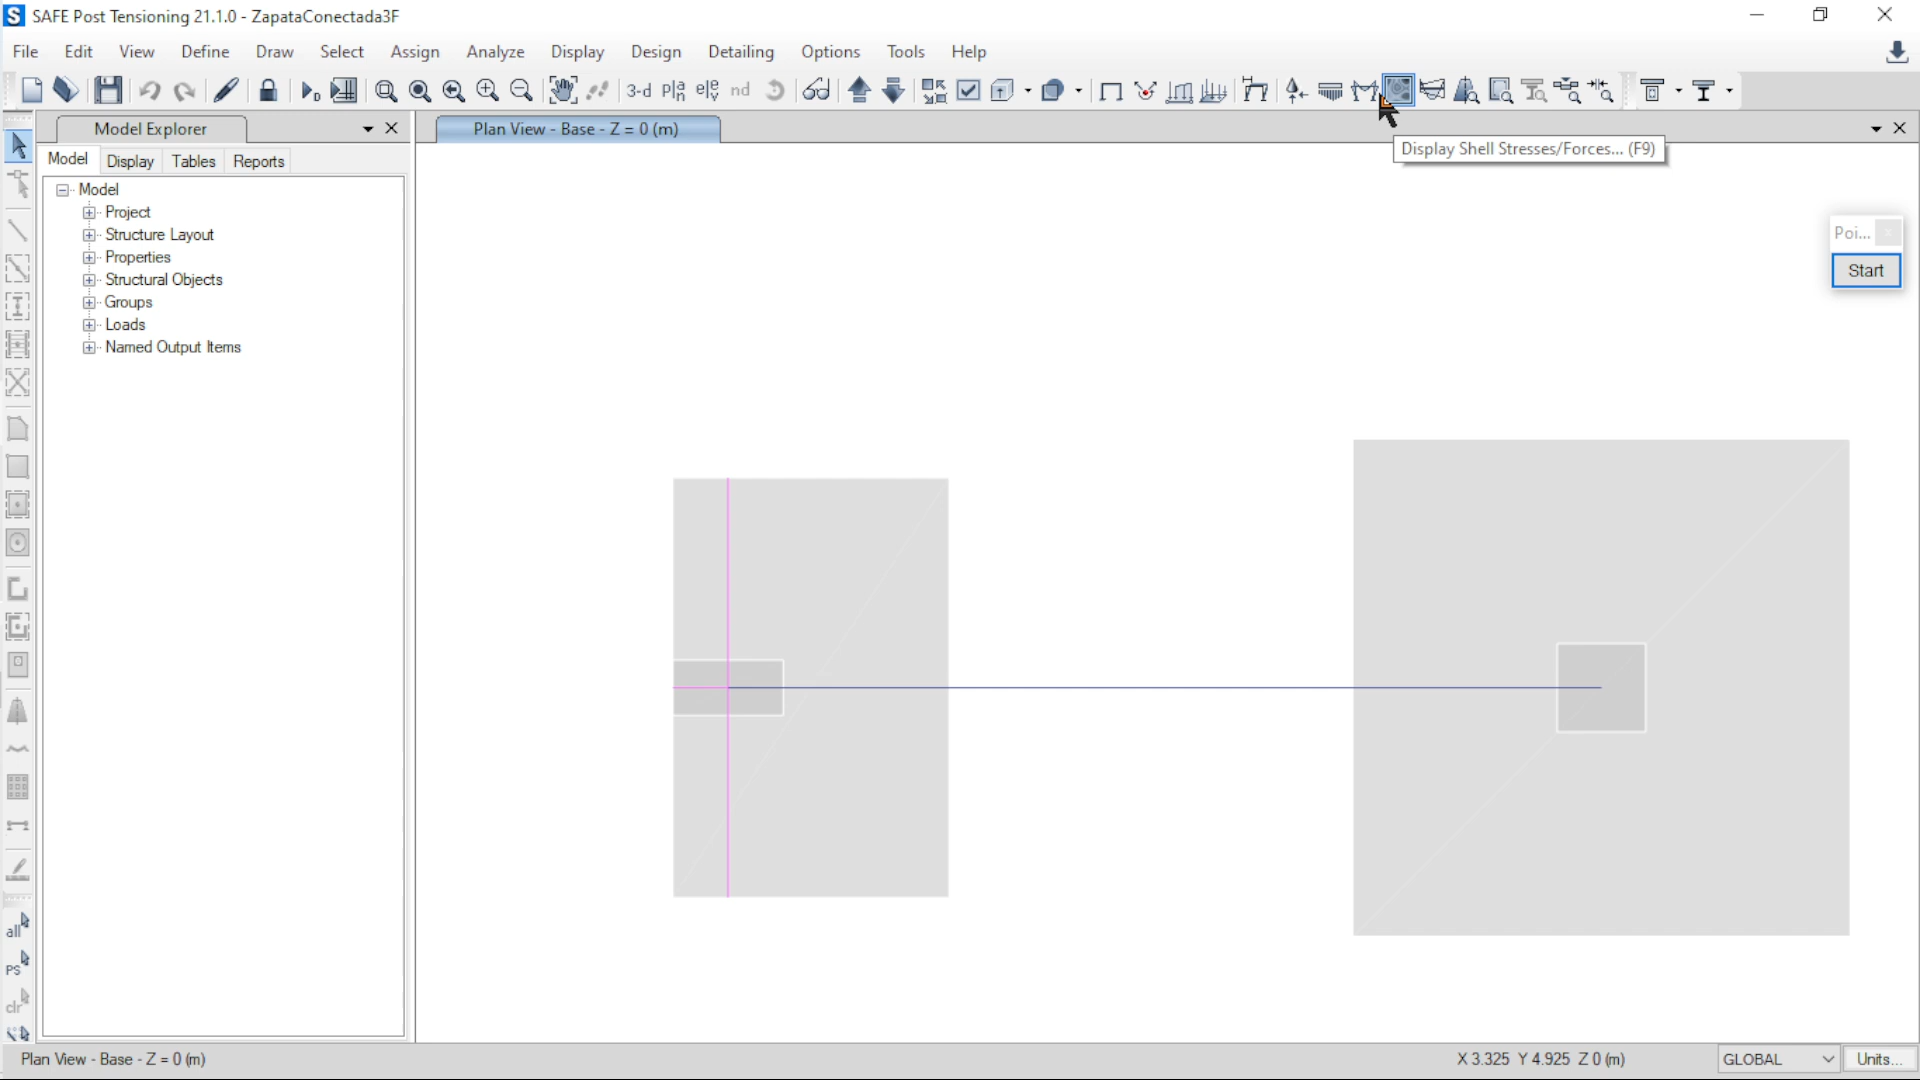 SAFE Post Tensioning 21.1.0 - ZapataConectada3F
File Edit View Define Draw Select Assign Analyze Display Design Detailing Options Tools Help
3-d pla ele nd
Model Explorer
Plan View - Base - Z = 0 (m)
Display Shell Stresses/Forces... (F9)
Model Display Tables Reports
Model
Project
Structure Layout
Properties
Structural Objects
Groups
Loads
Named Output Items
Poi...
Start
all
ps
clr
Plan View - Base - Z = 0 (m)
X 3.325 Y 4.925 Z 0 (m)
GLOBAL
Units...